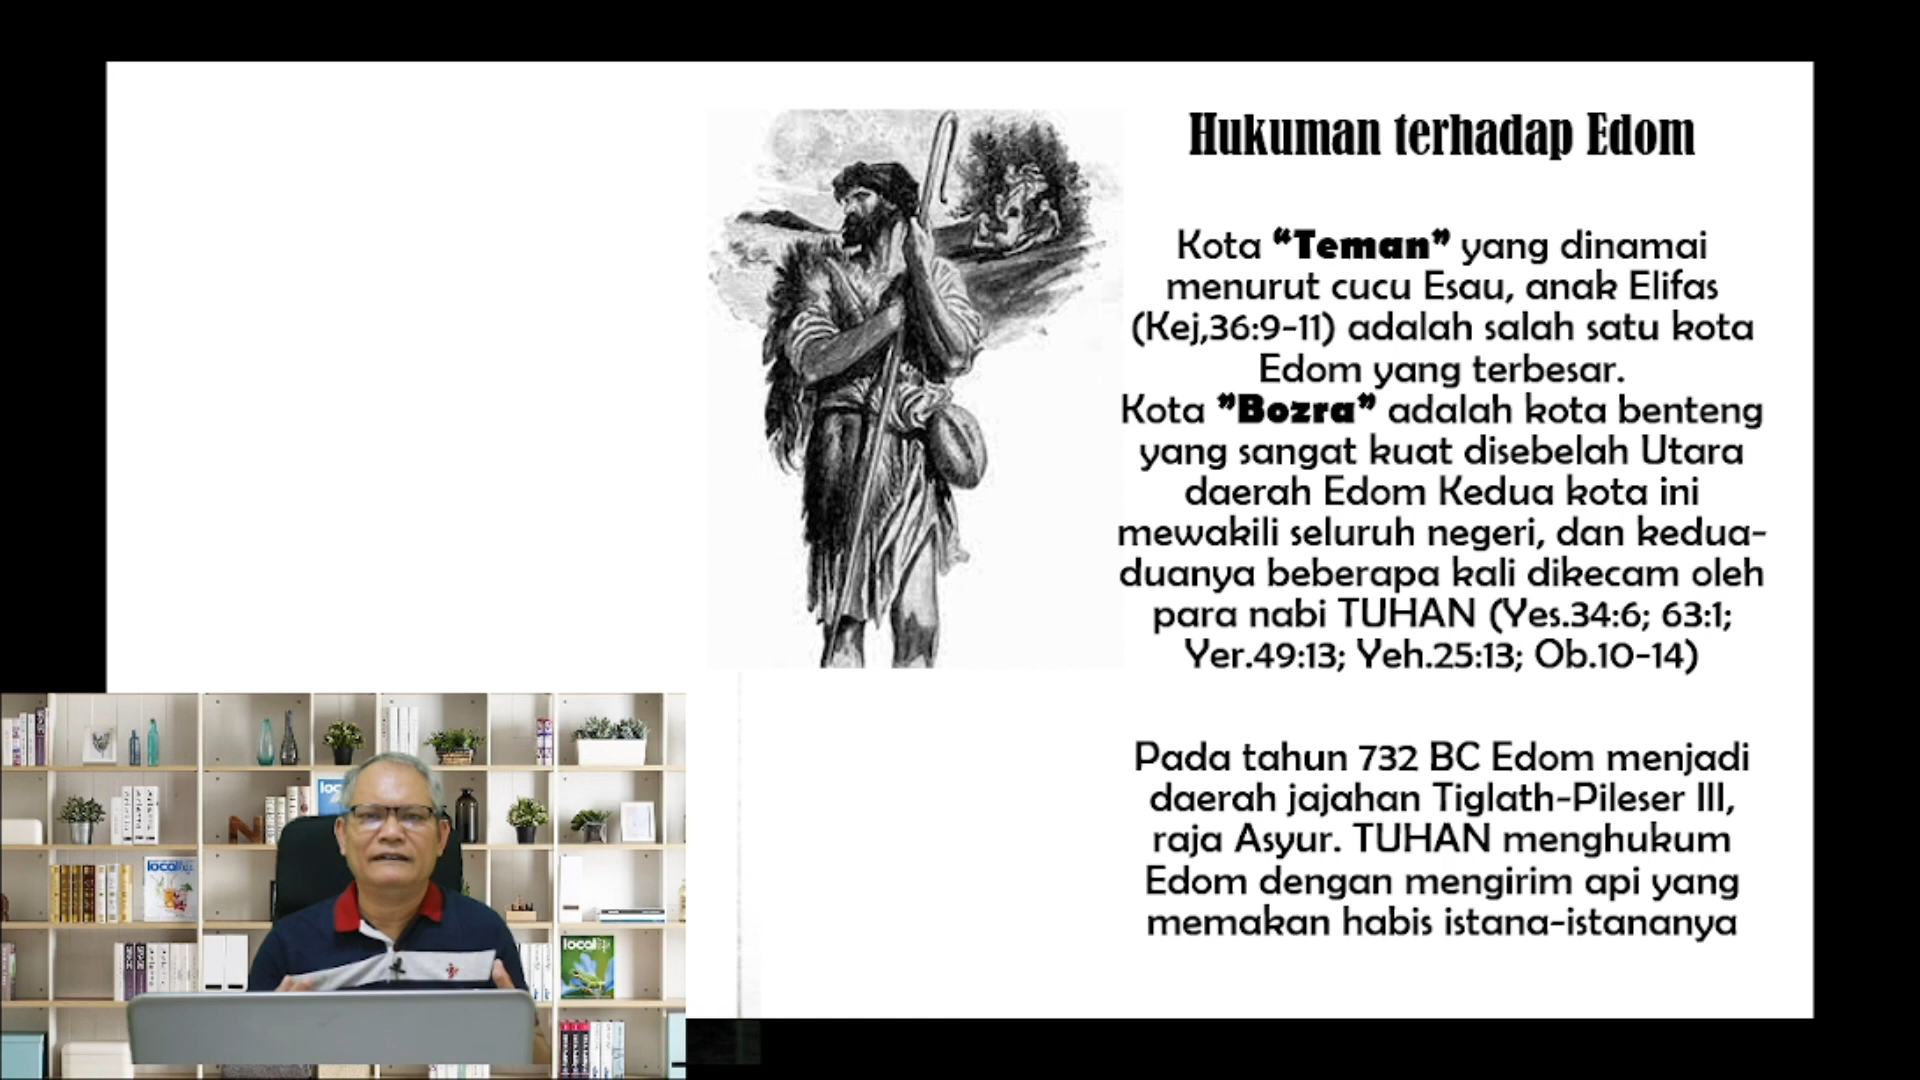 Hukuman terhadap Edom
Kota “Teman” yang dinamai
menurut cucu Esau, anak Elifas
(Kej,36:9-11) adalah salah satu kota
Edom yang terbesar.
Kota ”Bozra” adalah kota benteng
yang sangat kuat disebelah Utara
daerah Edom Kedua kota ini
mewakili seluruh negeri, dan kedua-
duanya beberapa kali dikecam oleh
para nabi TUHAN (Yes.34:6; 63:1;
Yer.49:13; Yeh.25:13; Ob.10-14)
Pada tahun 732 BC Edom menjadi
daerah jajahan Tiglath-Pileser III,
raja Asyur. TUHAN menghukum
Edom dengan mengirim api yang
memakan habis istana-istananya
loc
local
local